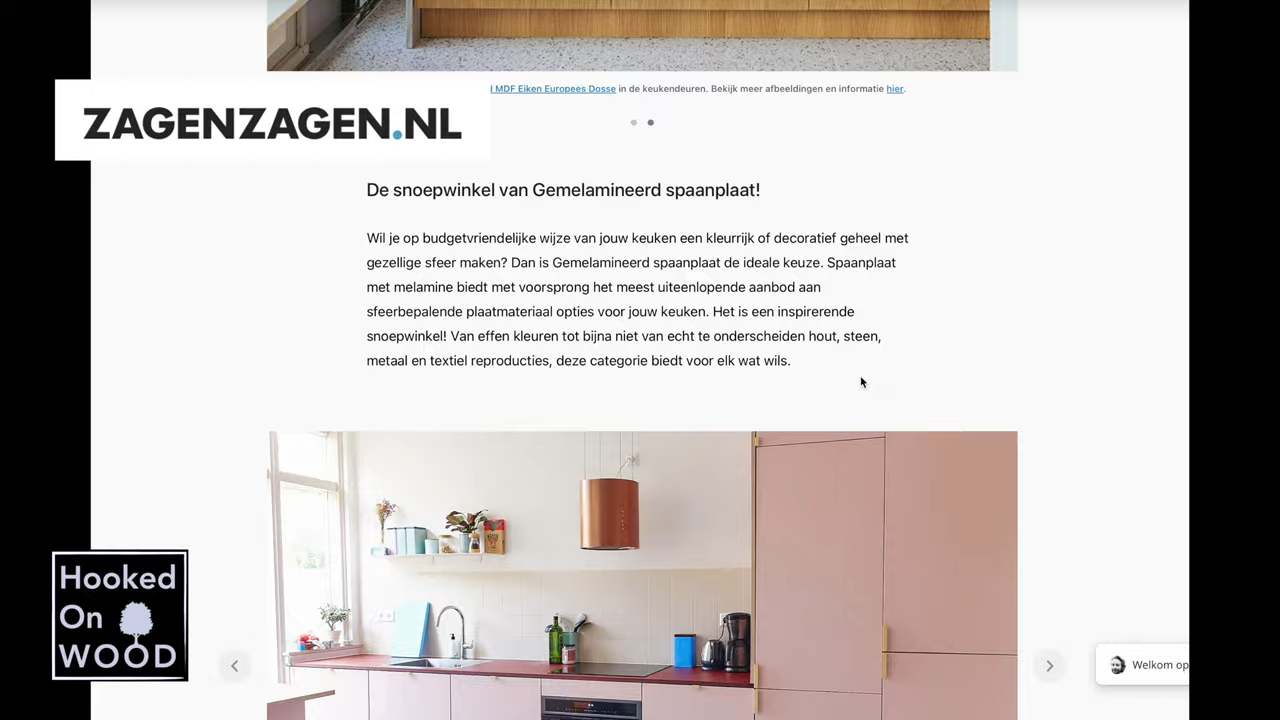 I MDF Eiken Europees Dosse in de keukendeuren. Bekijk meer afbeeldingen en informatie hier.
ZAGENZAGEN.NL
De snoepwinkel van Gemelamineerd spaanplaat!
Wil je op budgetvriendelijke wijze van jouw keuken een kleurrijk of decoratief geheel met
gezellige sfeer maken? Dan is Gemelamineerd spaanplaat de ideale keuze. Spaanplaat
met melamine biedt met voorsprong het meest uiteenlopende aanbod aan
sfeerbepalende plaatmateriaal opties voor jouw keuken. Het is een inspirerende
snoepwinkel! Van effen kleuren tot bijna niet van echt te onderscheiden hout, steen,
metaal en textiel reproducties, deze categorie biedt voor elk wat wils.
Hooked
On
WOOD
Welkom op